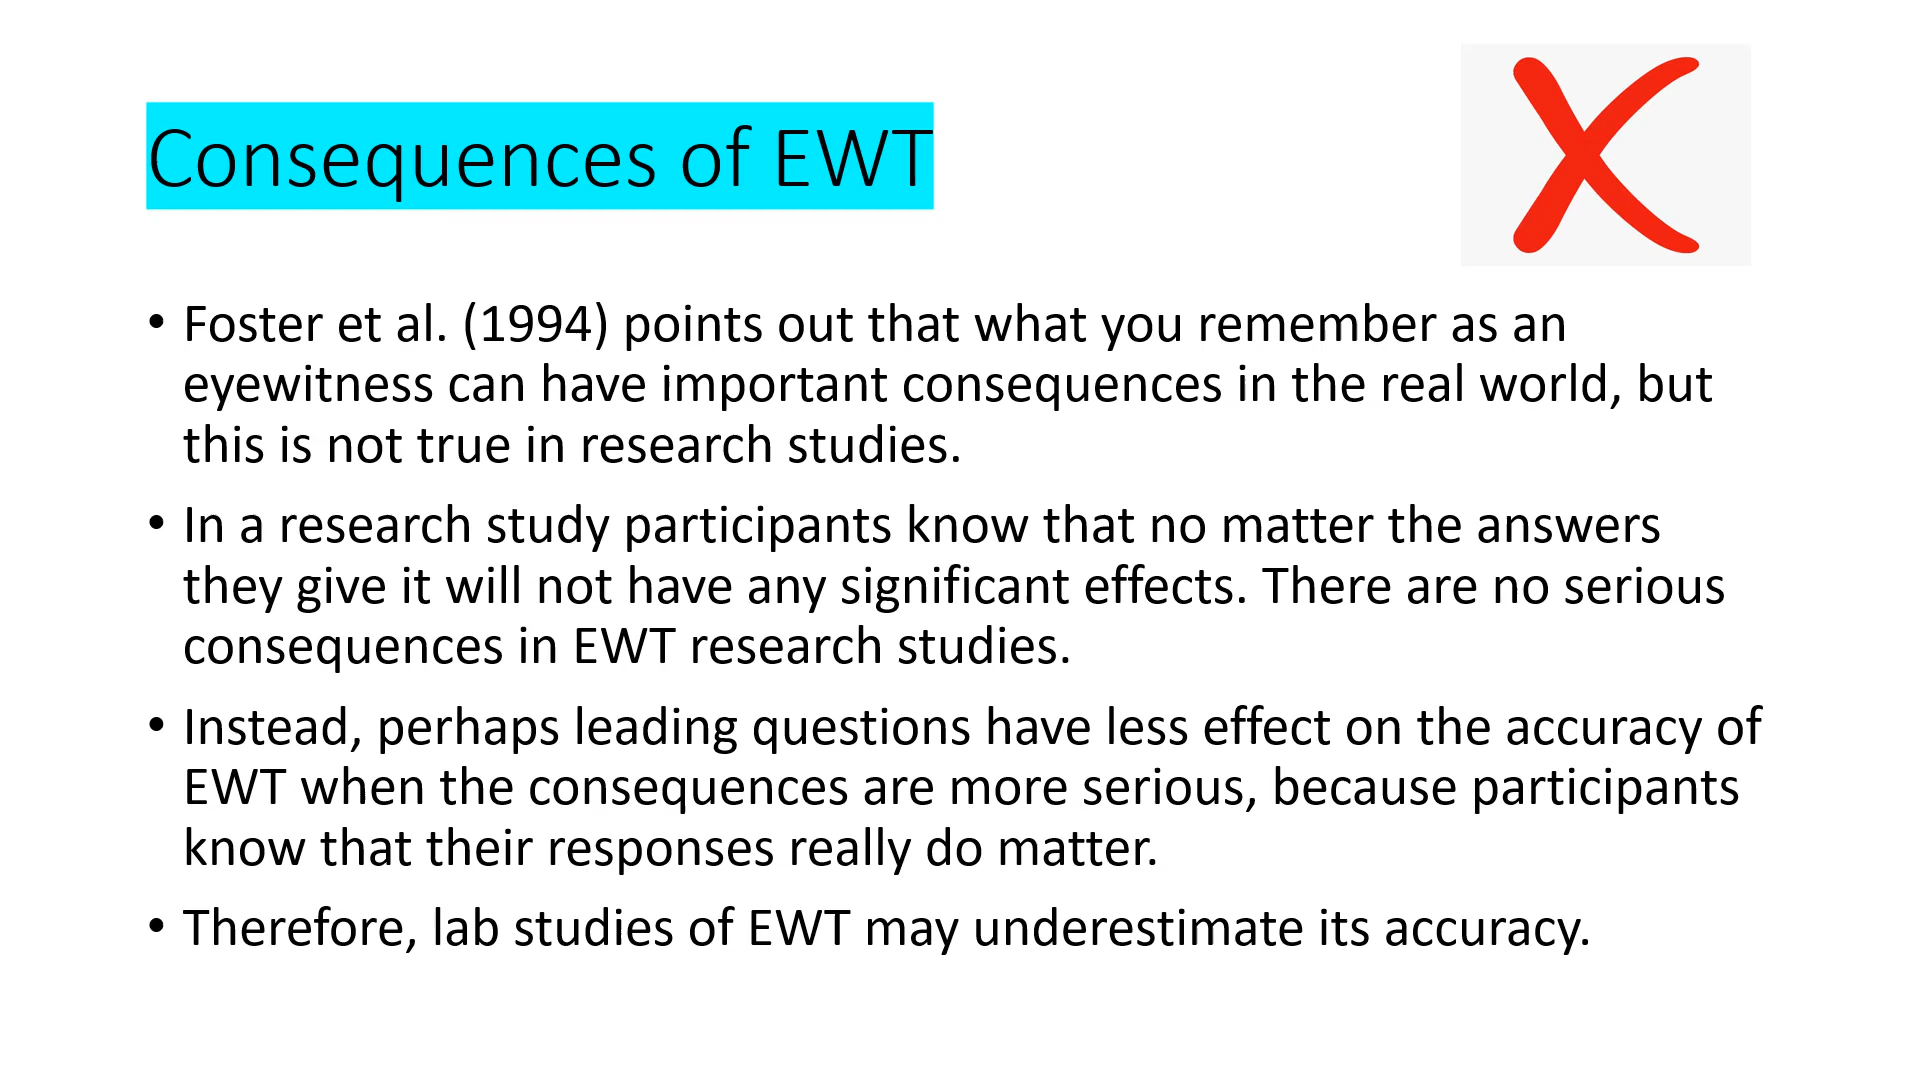 Consequences of EWT
• Foster et al. (1994) points out that what you remember as an
eyewitness can have important consequences in the real world, but
this is not true in research studies.
• In a research study participants know that no matter the answers
they give it will not have any significant effects. There are no serious
consequences in EWT research studies.
• Instead, perhaps leading questions have less effect on the accuracy of
EWT when the consequences are more serious, because participants
know that their responses really do matter.
• Therefore, lab studies of EWT may underestimate its accuracy.